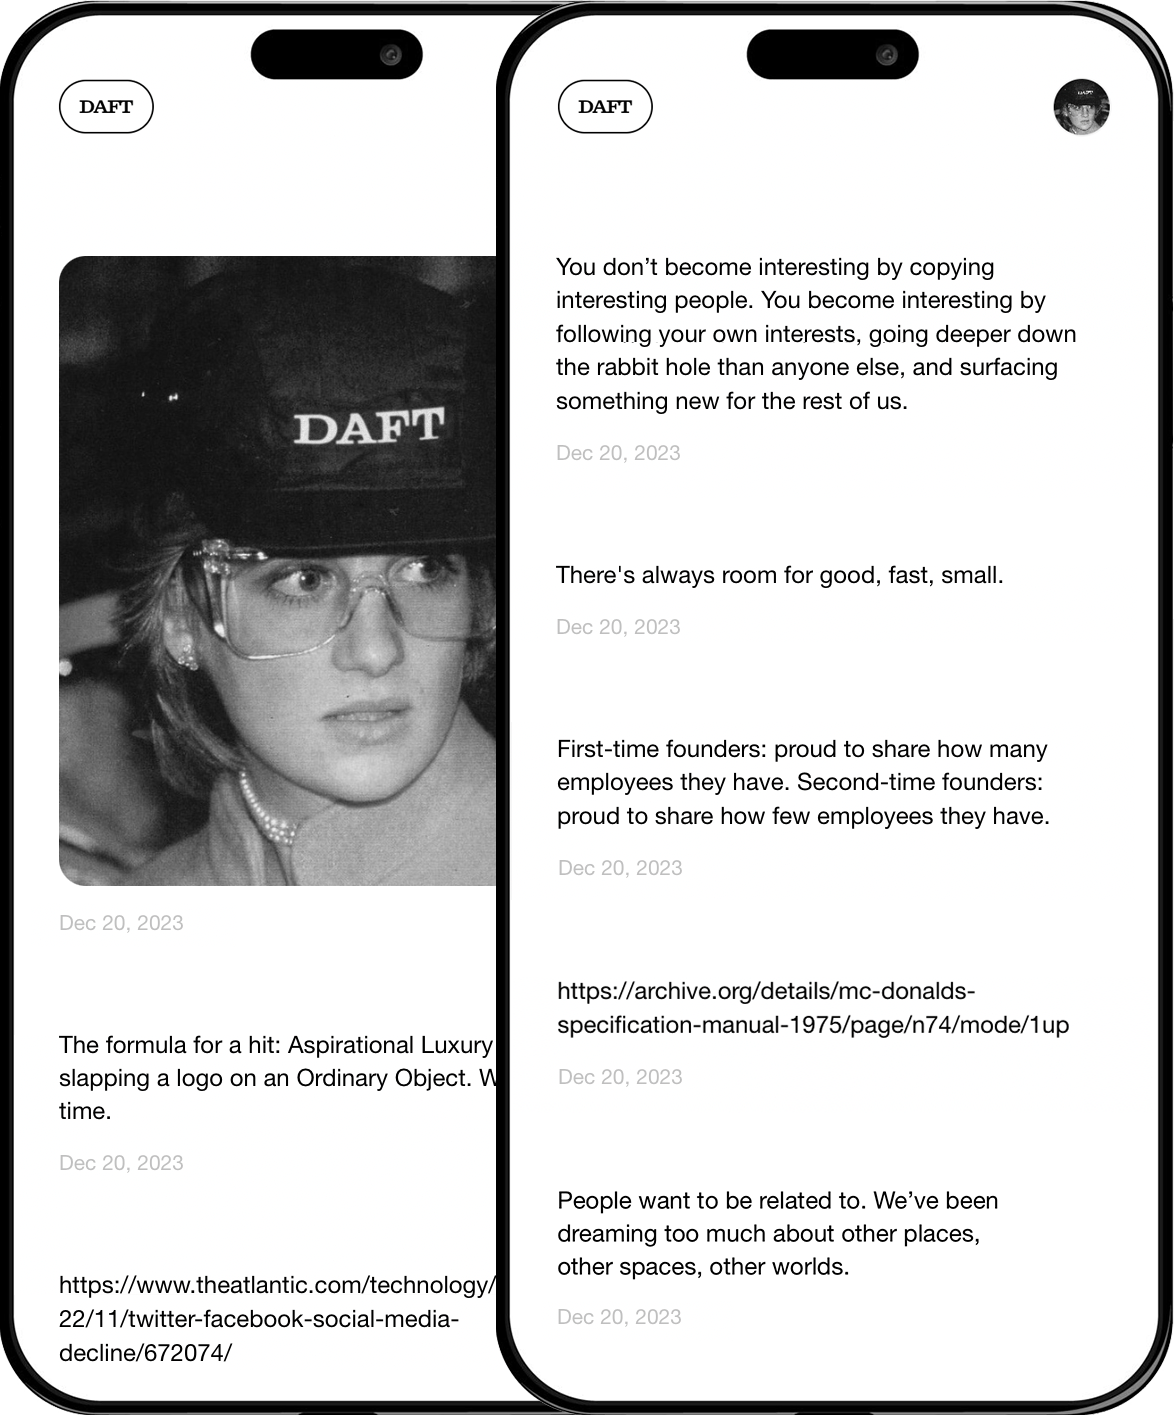 DAFT
DAFT
Dec 20, 2023
The formula for a hit: Aspirational Luxury
slapping a logo on an Ordinary Object.
time.
Dec 20, 2023
https://www.theatlantic.com/technology/
22/11/twitter-facebook-social-media-
decline/672074/
DAFT
You don’t become interesting by copying
interesting people. You become interesting by
following your own interests, going deeper down
the rabbit hole than anyone else, and surfacing
something new for the rest of us.
Dec 20, 2023
There's always room for good, fast, small.
Dec 20, 2023
First-time founders: proud to share how many
employees they have. Second-time founders:
proud to share how few employees they have.
Dec 20, 2023
https://archive.org/details/mc-donalds-
specification-manual-1975/page/n74/mode/1up
Dec 20, 2023
People want to be related to. We’ve been
dreaming too much about other places,
other spaces, other worlds.
Dec 20, 2023